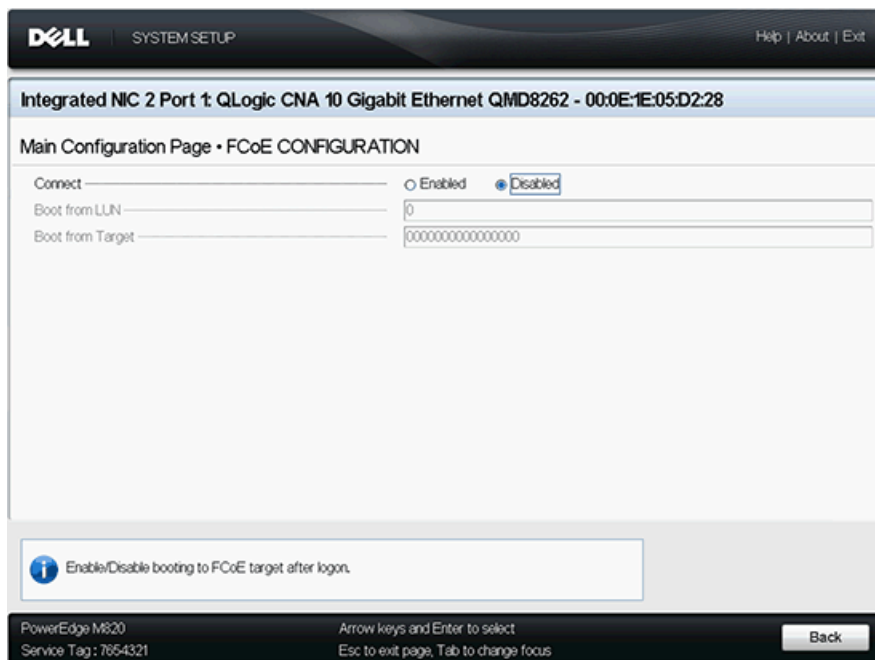 DELL SYSTEM SETUP Help | About | Exit
Integrated NIC 2 Port 1: QLogic CNA 10 Gigabit Ethernet QMD8262 - 00:0E:1E:05:D2:28
Main Configuration Page • FCoE CONFIGURATION
Connect Enabled Disabled
Boot from LUN 0
Boot from Target 0000000000000000
Enable/Disable booting to FCoE target after logon.
PowerEdge M820 Arrow keys and Enter to select
Service Tag : 7654321 Esc to exit page, Tab to change focus
Back